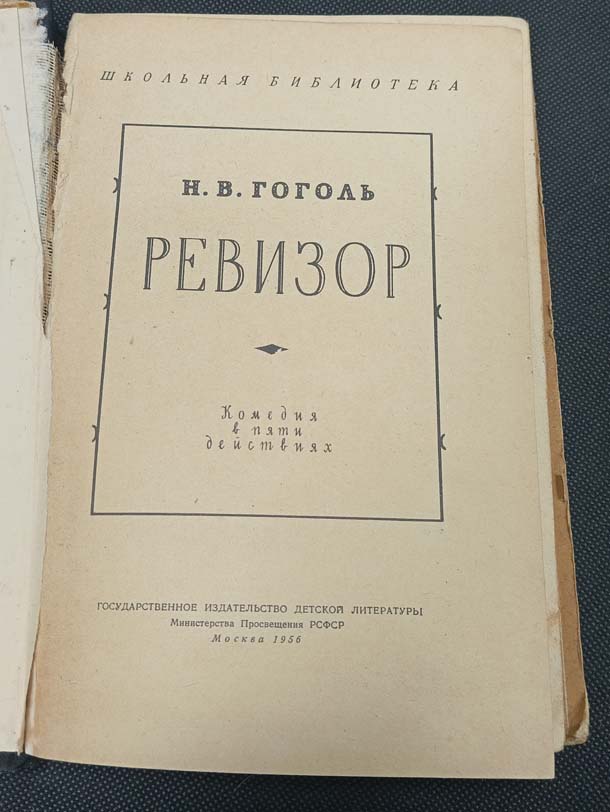 ШКОЛЬНАЯ БИБЛИОТЕКА
Н. В. ГОГОЛЬ
РЕВИЗОР
Комедия
в пяти
действиях
ГОСУДАРСТВЕННОЕ ИЗДАТЕЛЬСТВО ДЕТСКОЙ ЛИТЕРАТУРЫ
Министерства Просвещения РСФСР
Москва 1956